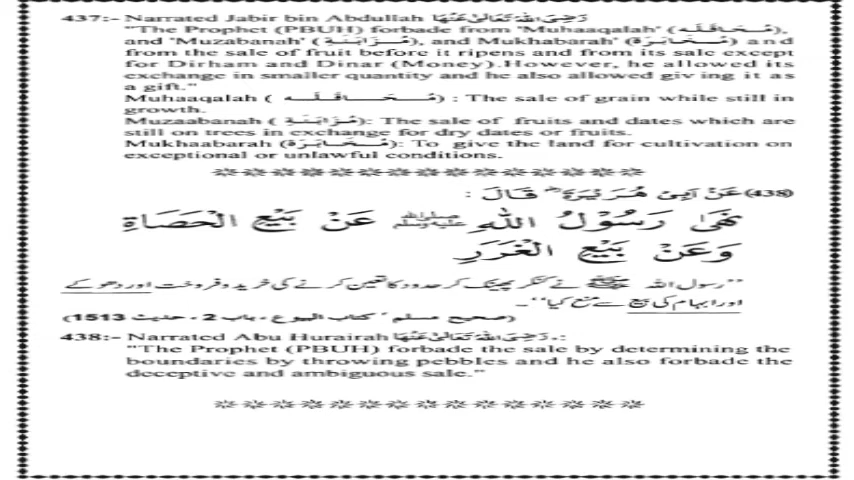 437:- Narrated Jabir bin Abdullah رَضِیَ اللّٰهُ تَعَالٰی عَنْهُمَا
"The Prophet (PBUH) forbade from 'Muhaaqalah' (مُحَاقَلَه),
and 'Muzabanah' (مُزَابَنَة), and Mukhabarah' (مُخَابَرَة) and
from the sale of fruit before it ripens and from its sale except
for Dirham and Dinar (Money).However, he allowed its
exchange in smaller quantity and he also allowed giving it as
a gift."
Muhaaqalah (مُحَاقَلَه) : The sale of grain while still in
growth.
Muzaabanah (مُزَابَنَة): The sale of fruits and dates which are
still on trees in exchange for dry dates or fruits.
Mukhaabarah (مُخَابَرَة): To give the land for cultivation on
exceptional or unlawful conditions.
(438) عَنْ اَبِیْ هُرَیْرَةَ قَالَ :
نَهٰی رَسُوْلُ اللّٰهِ ﷺ عَنْ بَیْعِ الْحَصَاةِ
وَعَنْ بَیْعِ الْغَرَرِ
’’رسول اللہ ﷺ نے کنکر پھینک کر حدود کا تعین کرنے کی خرید و فروخت اور دھوکے
اور ابہام کی بیع سے منع کیا‘‘۔
(صحیح مسلم، کتاب البیوع، باب 2، حدیث 1513)
438:- Narrated Abu Hurairah رَضِیَ اللّٰهُ تَعَالٰی عَنْهُ:
"The Prophet (PBUH) forbade the sale by determining the
boundaries by throwing pebbles and he also forbade the
deceptive and ambiguous sale."